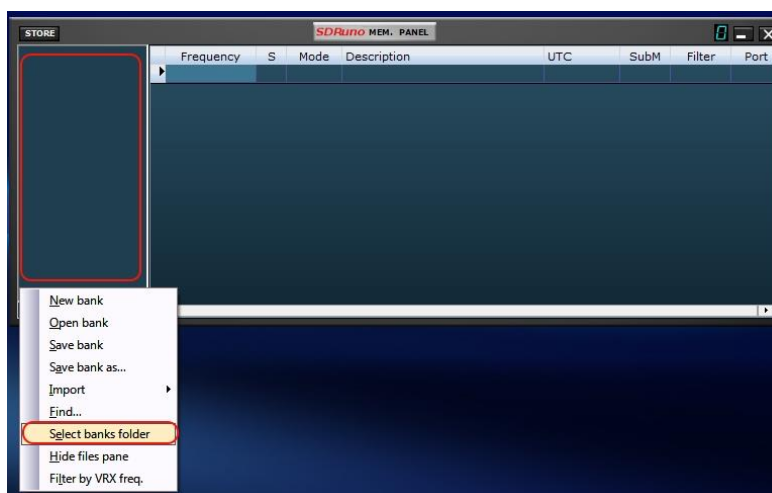 STORE
SDRuno MEM. PANEL
0
Frequency S Mode Description UTC SubM Filter Port
New bank
Open bank
Save bank
Save bank as...
Import
Find...
Select banks folder
Hide files pane
Filter by VRX freq.